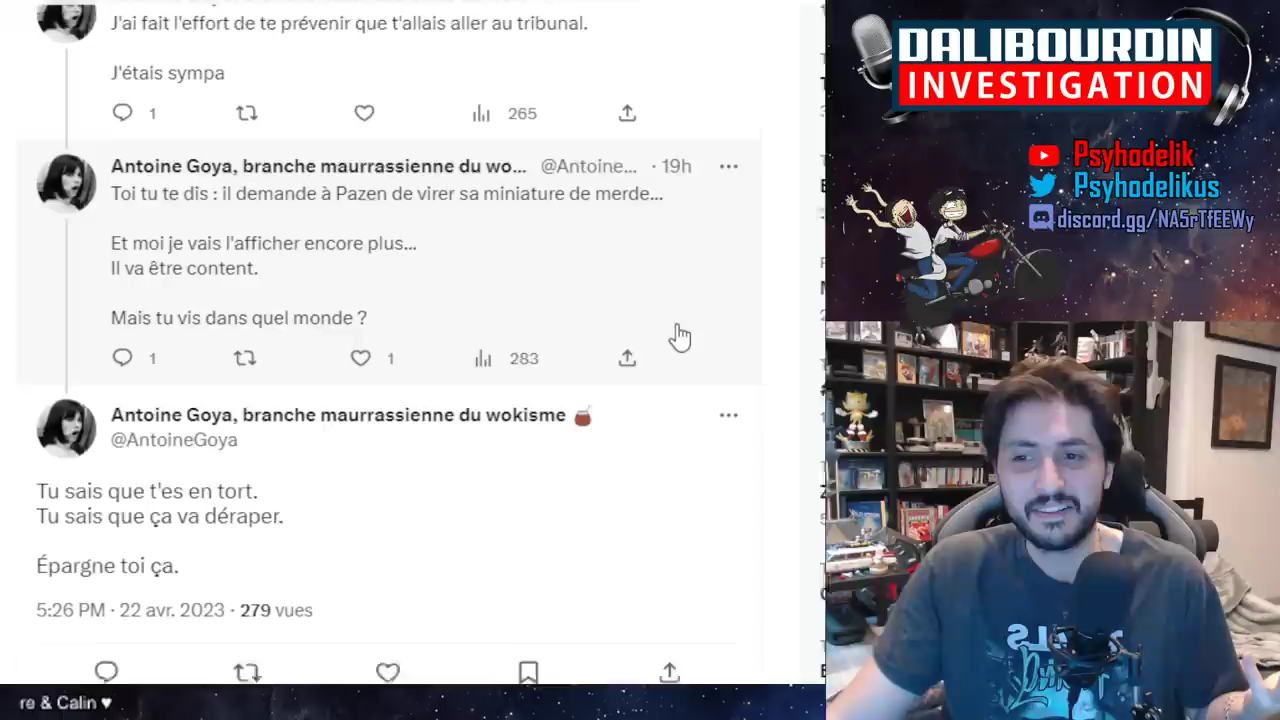 J'ai fait l'effort de te prévenir que t'allais aller au tribunal.
J'étais sympa
1
265
Antoine Goya, branche maurrassienne du wo... @Antoine... · 19h
Toi tu te dis : il demande à Pazen de virer sa miniature de merde...
Et moi je vais l'afficher encore plus...
Il va être content.
Mais tu vis dans quel monde ?
1
1
283
Antoine Goya, branche maurrassienne du wokisme
@AntoineGoya
Tu sais que t'es en tort.
Tu sais que ça va déraper.
Épargne toi ça.
5:26 PM · 22 avr. 2023 · 279 vues
re & Calin ♥
DALIBOURDIN
INVESTIGATION
Psyhodelik
Psyhodelikus
discord.gg/NA5rTfEEWy